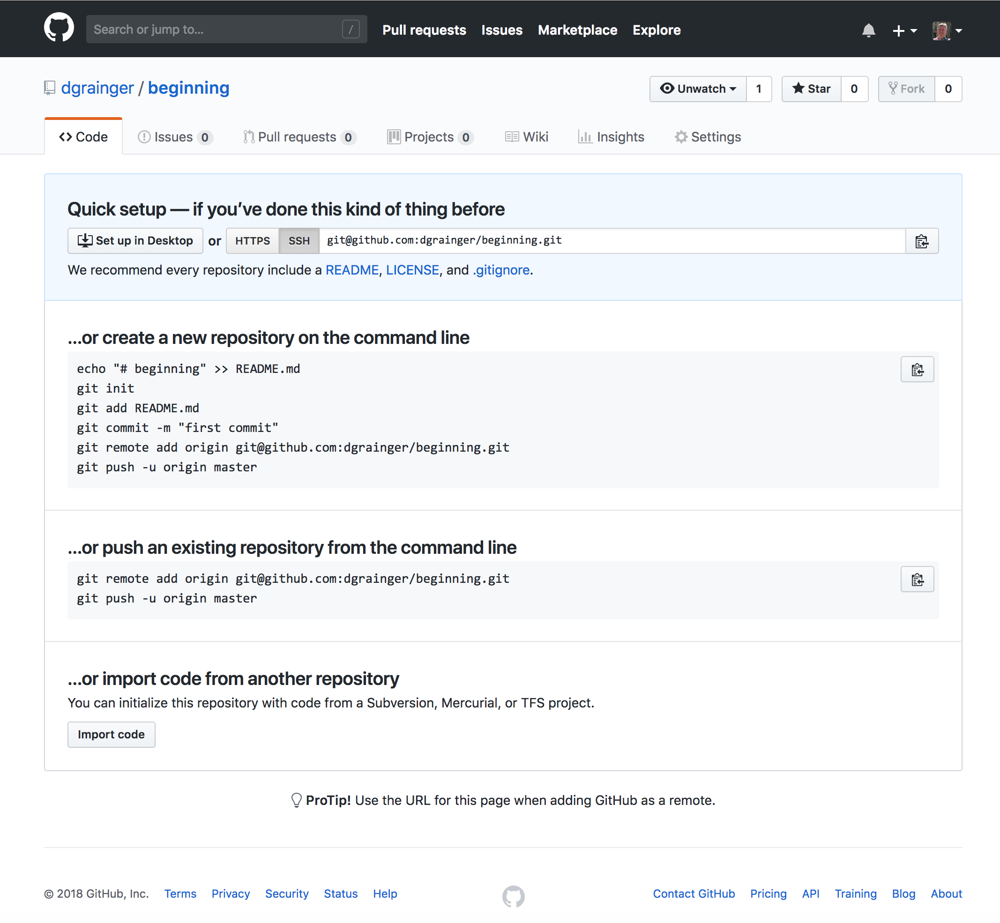 Search or jump to... /
Pull requests Issues Marketplace Explore
dgrainger / beginning
Unwatch 1 Star 0 Fork 0
Code Issues 0 Pull requests 0 Projects 0 Wiki Insights Settings
Quick setup — if you’ve done this kind of thing before
Set up in Desktop or HTTPS SSH git@github.com:dgrainger/beginning.git
We recommend every repository include a README, LICENSE, and .gitignore.
…or create a new repository on the command line
echo "# beginning" >> README.md
git init
git add README.md
git commit -m "first commit"
git remote add origin git@github.com:dgrainger/beginning.git
git push -u origin master
…or push an existing repository from the command line
git remote add origin git@github.com:dgrainger/beginning.git
git push -u origin master
…or import code from another repository
You can initialize this repository with code from a Subversion, Mercurial, or TFS project.
Import code
ProTip! Use the URL for this page when adding GitHub as a remote.
© 2018 GitHub, Inc. Terms Privacy Security Status Help Contact GitHub Pricing API Training Blog About